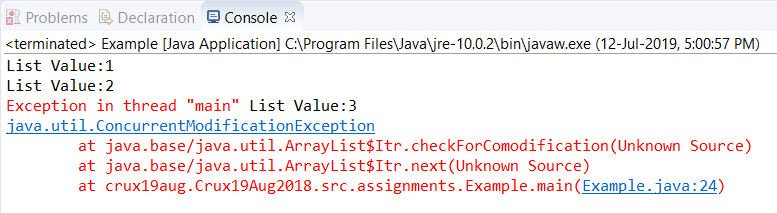 Problems Declaration Console
<terminated> Example [Java Application] C:\Program Files\Java\jre-10.0.2\bin\javaw.exe (12-Jul-2019, 5:00:57 PM)
List Value:1
List Value:2
Exception in thread "main" List Value:3
java.util.ConcurrentModificationException
at java.base/java.util.ArrayList$Itr.checkForComodification(Unknown Source)
at java.base/java.util.ArrayList$Itr.next(Unknown Source)
at crux19aug.Crux19Aug2018.src.assignments.Example.main(Example.java:24)